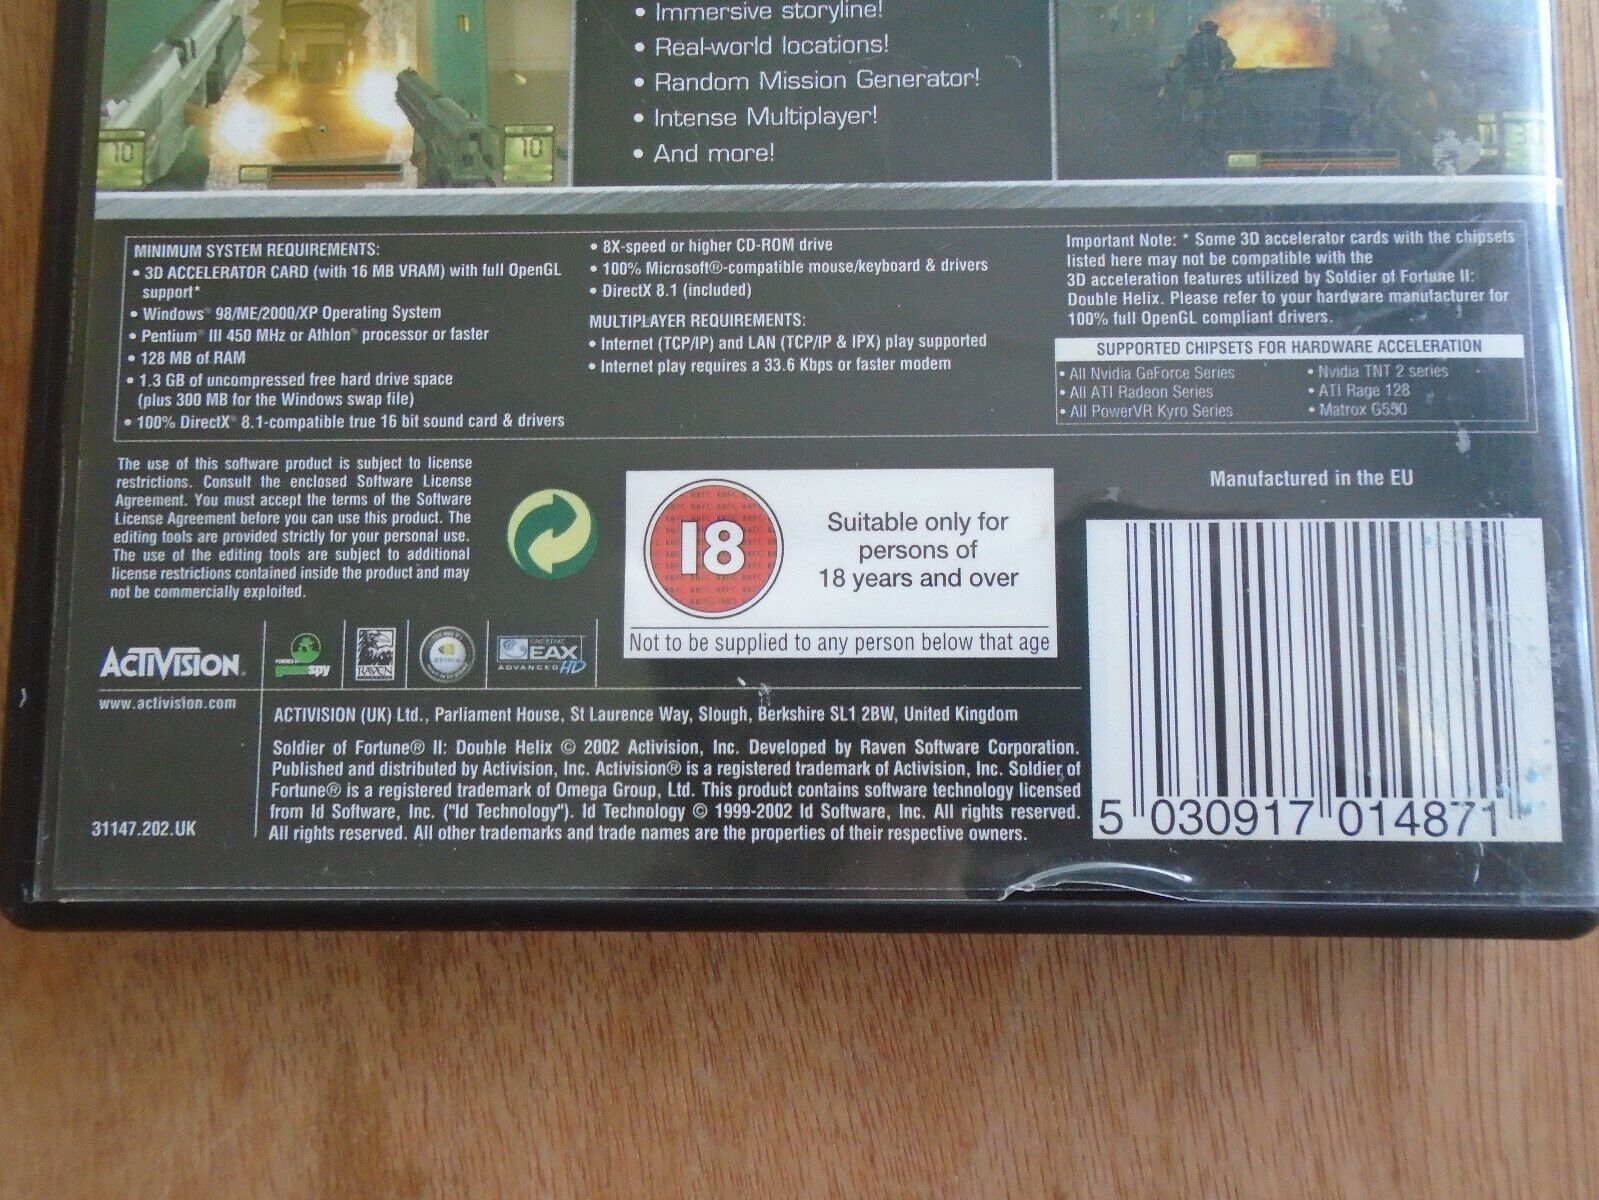 • Immersive storyline!
• Real-world locations!
• Random Mission Generator!
• Intense Multiplayer!
• And more!
10
10
MINIMUM SYSTEM REQUIREMENTS:
• 3D ACCELERATOR CARD (with 16 MB VRAM) with full OpenGL
support*
• Windows® 98/ME/2000/XP Operating System
• Pentium® III 450 MHz or Athlon® processor or faster
• 128 MB of RAM
• 1.3 GB of uncompressed free hard drive space
(plus 300 MB for the Windows swap file)
• 100% DirectX® 8.1-compatible true 16 bit sound card & drivers
• 8X-speed or higher CD-ROM drive
• 100% Microsoft®-compatible mouse/keyboard & drivers
• DirectX 8.1 (included)
MULTIPLAYER REQUIREMENTS:
• Internet (TCP/IP) and LAN (TCP/IP & IPX) play supported
• Internet play requires a 33.6 Kbps or faster modem
Important Note: * Some 3D accelerator cards with the chipsets
listed here may not be compatible with the
3D acceleration features utilized by Soldier of Fortune II:
Double Helix. Please refer to your hardware manufacturer for
100% full OpenGL compliant drivers.
SUPPORTED CHIPSETS FOR HARDWARE ACCELERATION
• All Nvidia GeForce Series
• All ATI Radeon Series
• All PowerVR Kyro Series
• Nvidia TNT 2 series
• ATI Rage 128
• Matrox G550
The use of this software product is subject to license
restrictions. Consult the enclosed Software License
Agreement. You must accept the terms of the Software
License Agreement before you can use this product. The
editing tools are provided strictly for your personal use.
The use of the editing tools are subject to additional
license restrictions contained inside the product and may
not be commercially exploited.
18
Suitable only for
persons of
18 years and over
Not to be supplied to any person below that age
Manufactured in the EU
ACTIVISION.
www.activision.com
POWERED BY
gamespy
RAVEN
NVIDIA
CREATIVE
EAX
ADVANCED HD
ACTIVISION (UK) Ltd., Parliament House, St Laurence Way, Slough, Berkshire SL1 2BW, United Kingdom
Soldier of Fortune® II: Double Helix © 2002 Activision, Inc. Developed by Raven Software Corporation.
Published and distributed by Activision, Inc. Activision® is a registered trademark of Activision, Inc. Soldier of
Fortune® is a registered trademark of Omega Group, Ltd. This product contains software technology licensed
from Id Software, Inc. ("Id Technology"). Id Technology © 1999-2002 Id Software, Inc. All rights reserved.
All rights reserved. All other trademarks and trade names are the properties of their respective owners.
31147.202.UK
5 030917 014871